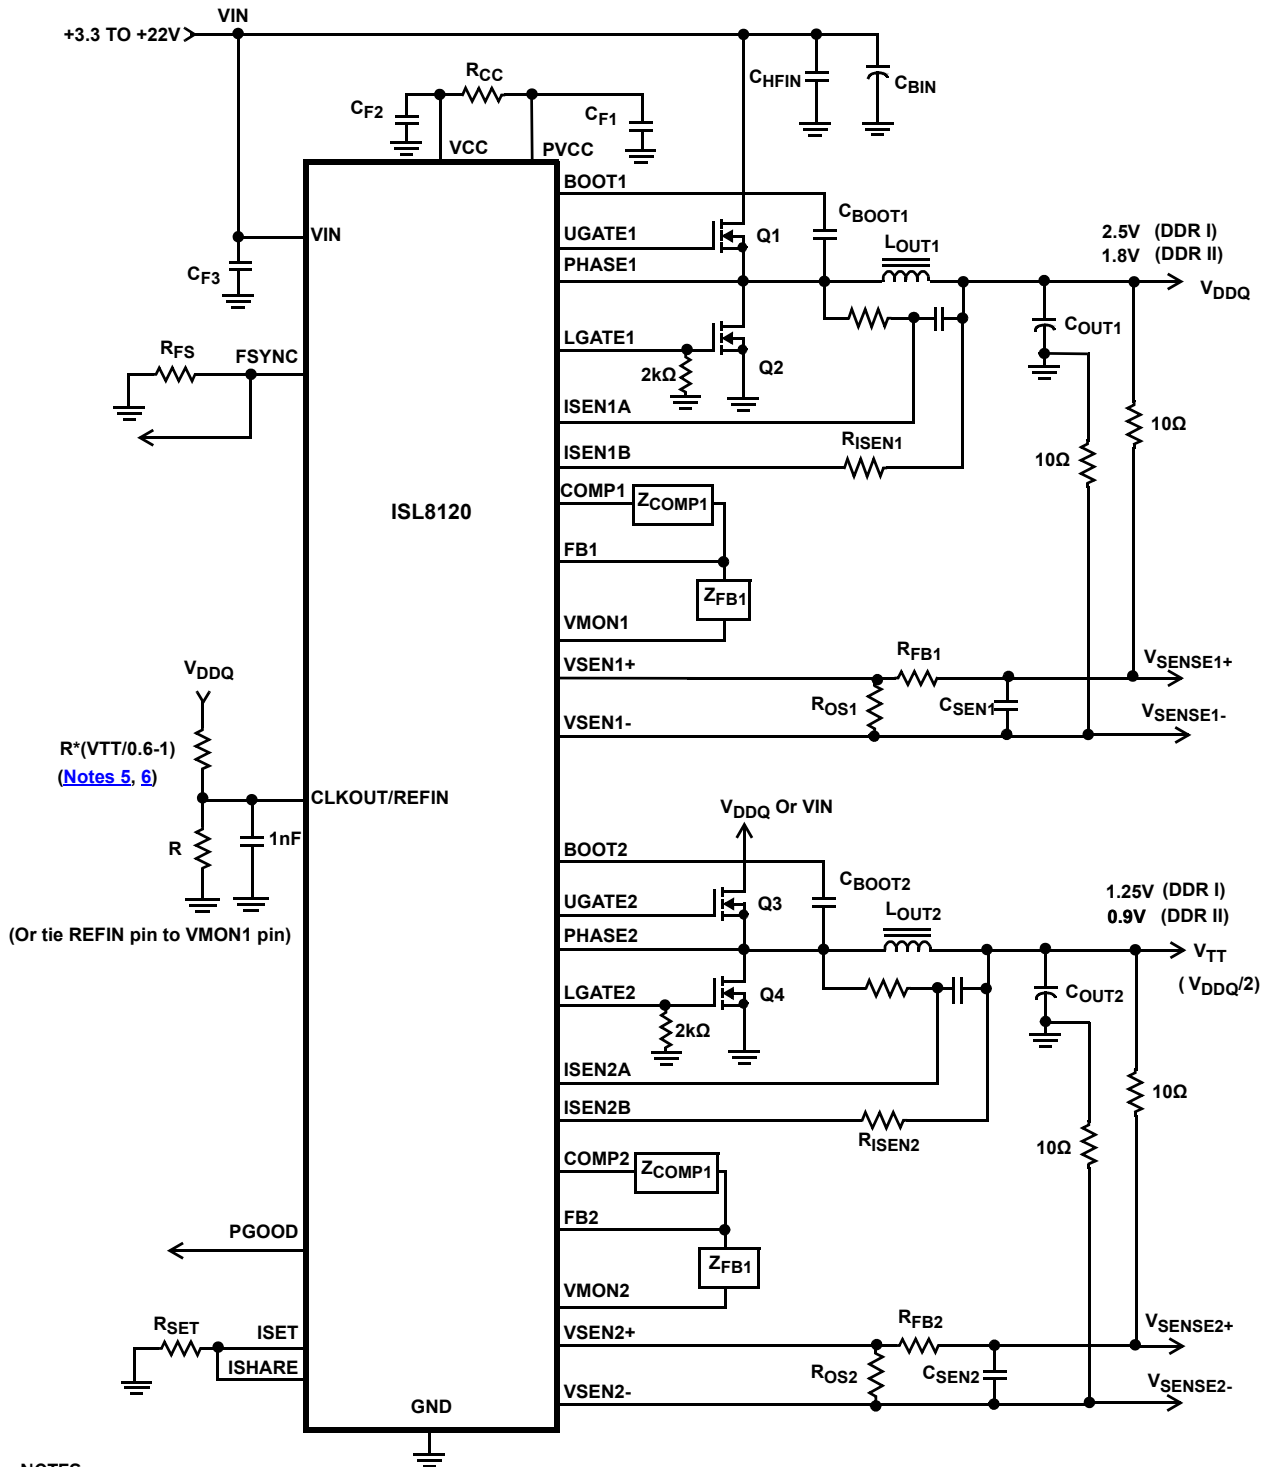 VIN
+3.3 TO +22V
RCC
CF2
CF1
CHFIN
CBIN
VCC
PVCC
BOOT1
CBOOT1
VIN
UGATE1
Q1
LOUT1
2.5V (DDR I)
1.8V (DDR II)
CF3
PHASE1
VDDQ
COUT1
RFS
FSYNC
LGATE1
Q2
2kΩ
ISEN1A
10Ω
RISEN1
10Ω
ISEN1B
COMP1
ZCOMP1
ISL8120
FB1
ZFB1
VMON1
RFB1
VSENSE1+
VSEN1+
VDDQ
ROS1
CSEN1
VSENSE1-
VSEN1-
R*(VTT/0.6-1)
(Notes 5, 6)
CLKOUT/REFIN
VDDQ Or VIN
R
1nF
BOOT2
CBOOT2
1.25V (DDR I)
0.9V (DDR II)
UGATE2
Q3
LOUT2
(Or tie REFIN pin to VMON1 pin)
PHASE2
VTT
(VDDQ/2)
LGATE2
Q4
COUT2
2kΩ
ISEN2A
10Ω
ISEN2B
RISEN2
10Ω
COMP2
ZCOMP1
FB2
PGOOD
ZFB1
VMON2
RSET
ISET
VSEN2+
RFB2
VSENSE2+
ISHARE
ROS2
CSEN2
VSENSE2-
VSEN2-
GND